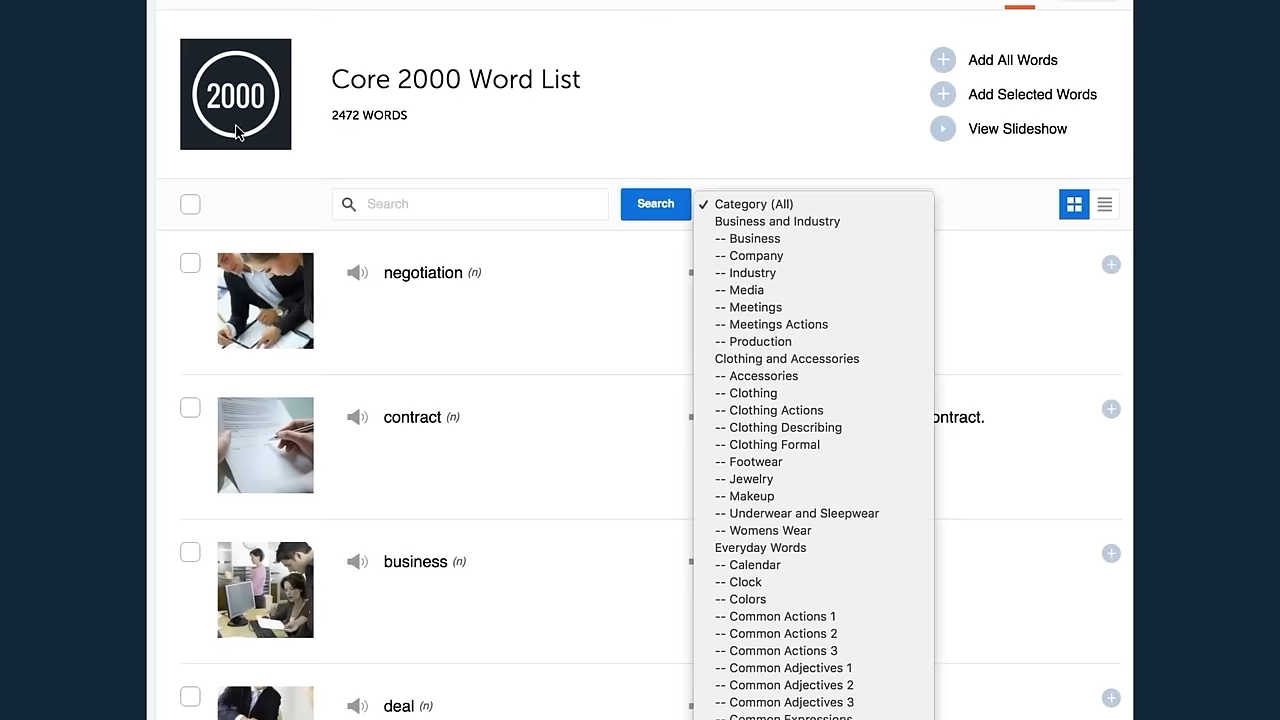 2000
Core 2000 Word List
2472 WORDS
Add All Words
Add Selected Words
View Slideshow
Search
Search
Category (All)
Business and Industry
-- Business
-- Company
-- Industry
-- Media
-- Meetings
-- Meetings Actions
-- Production
Clothing and Accessories
-- Accessories
-- Clothing
-- Clothing Actions
-- Clothing Describing
-- Clothing Formal
-- Footwear
-- Jewelry
-- Makeup
-- Underwear and Sleepwear
-- Womens Wear
Everyday Words
-- Calendar
-- Clock
-- Colors
-- Common Actions 1
-- Common Actions 2
-- Common Actions 3
-- Common Adjectives 1
-- Common Adjectives 2
-- Common Adjectives 3
-- Common Expressions
negotiation (n)
contract (n)
ontract.
business (n)
deal (n)